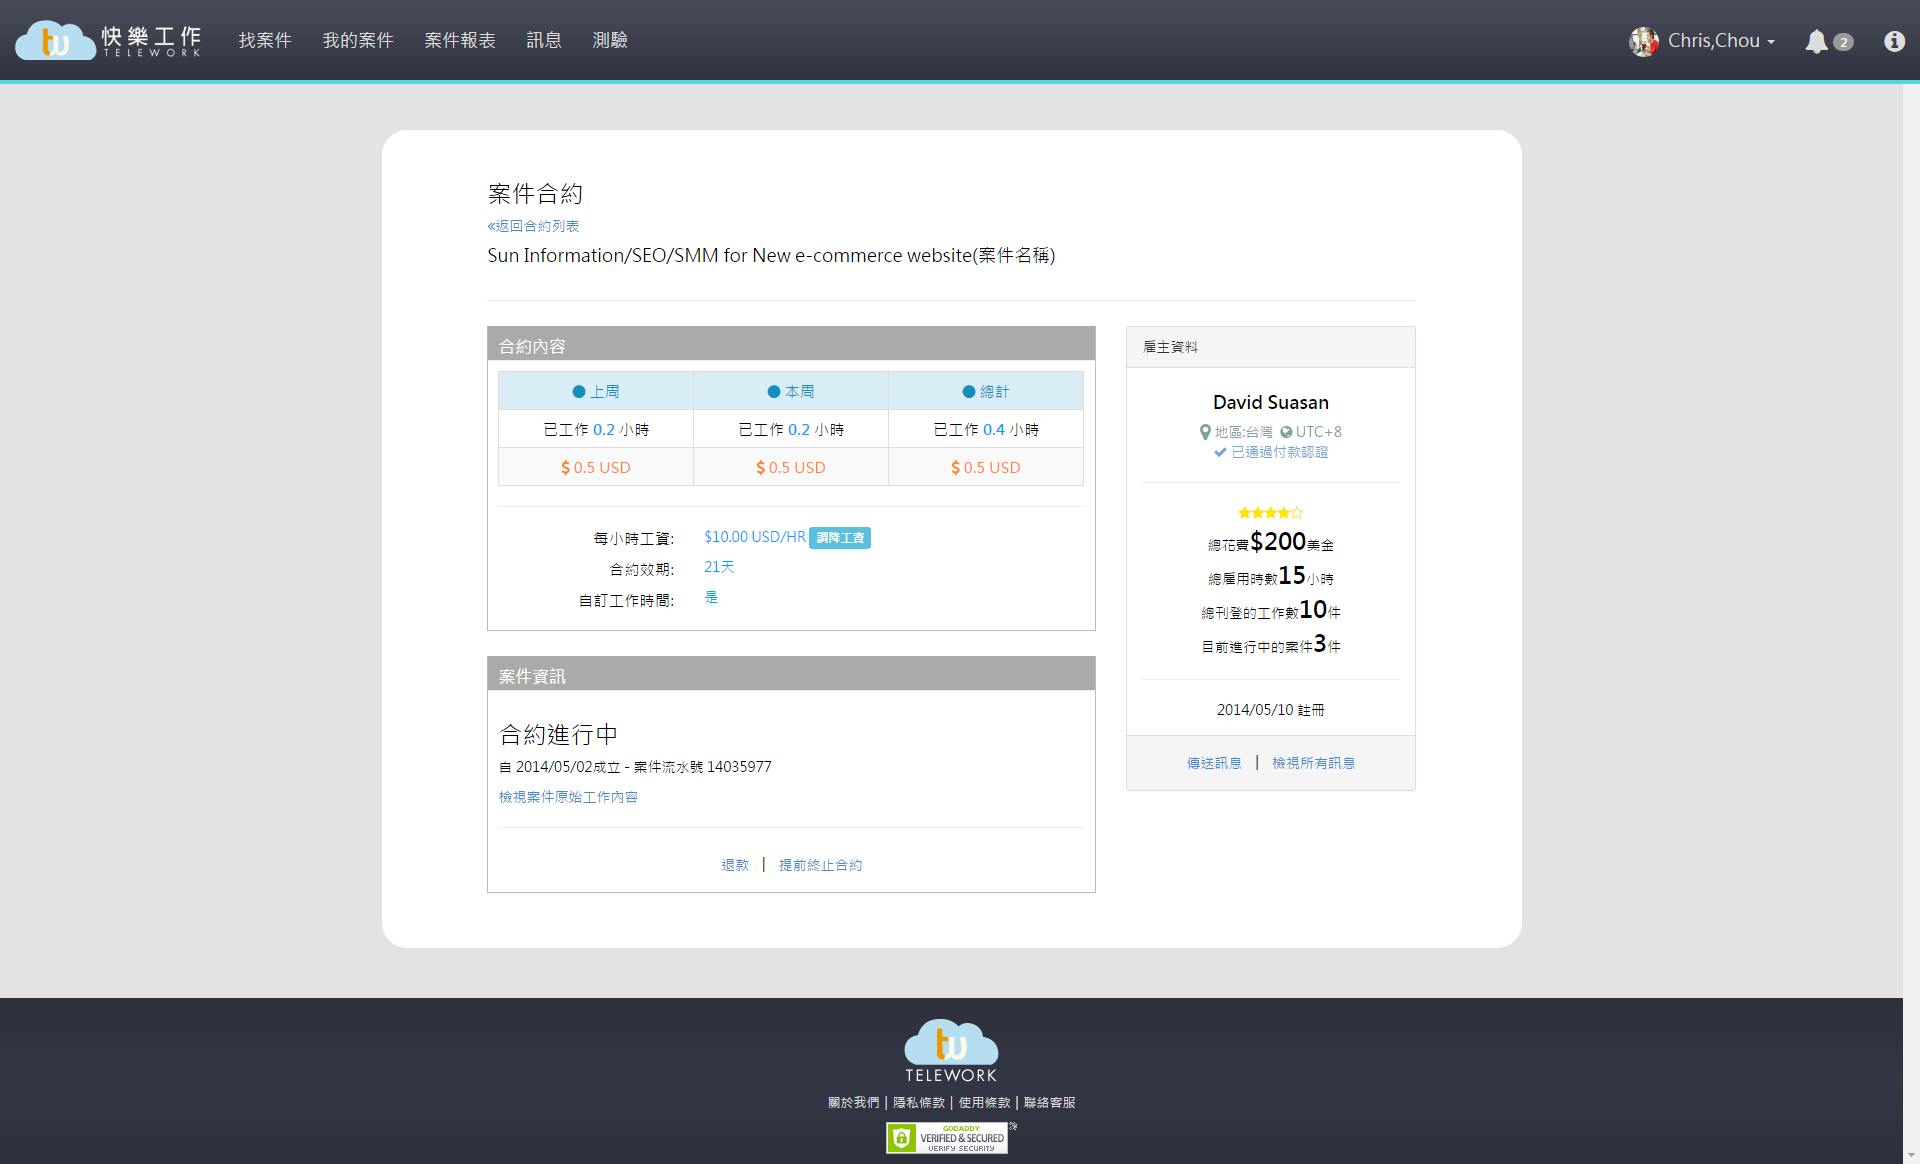 tw 快樂工作 TELEWORK
找案件 我的案件 案件報表 訊息 測驗 Chris,Chou 2
案件合約
«返回合約列表
Sun Information/SEO/SMM for New e-commerce website(案件名稱)
合約內容
上周 本周 總計
已工作 0.2 小時 已工作 0.2 小時 已工作 0.4 小時
$ 0.5 USD $ 0.5 USD $ 0.5 USD
每小時工資: $10.00 USD/HR 調降工資
合約效期: 21天
自訂工作時間: 是
案件資訊
合約進行中
自 2014/05/02成立 - 案件流水號 14035977
檢視案件原始工作內容
退款 | 提前終止合約
雇主資料
David Suasan
地區:台灣 UTC+8
已通過付款認證
總花費$200美金
總雇用時數15小時
總刊登的工作數10件
目前進行中的案件3件
2014/05/10 註冊
傳送訊息 | 檢視所有訊息
tw
TELEWORK
關於我們 | 隱私條款 | 使用條款 | 聯絡客服
GODADDY
VERIFIED & SECURED
VERIFY SECURITY